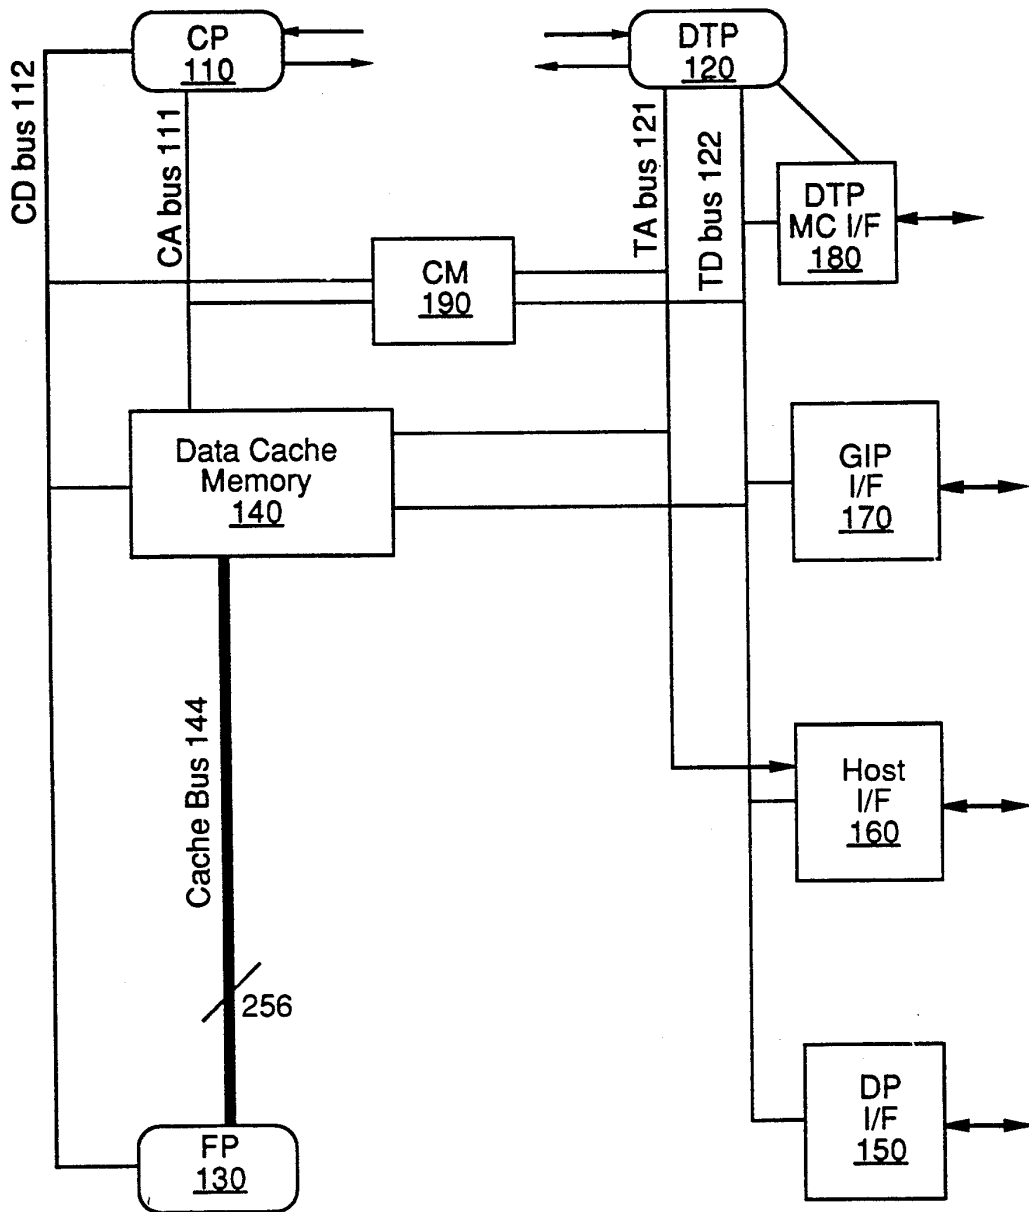 CP
110
DTP
120
CD bus 112
CA bus 111
TA bus 121
TD bus 122
DTP
MC I/F
180
CM
190
Data Cache
Memory
140
GIP
I/F
170
Cache Bus 144
Host
I/F
160
256
DP
I/F
150
FP
130